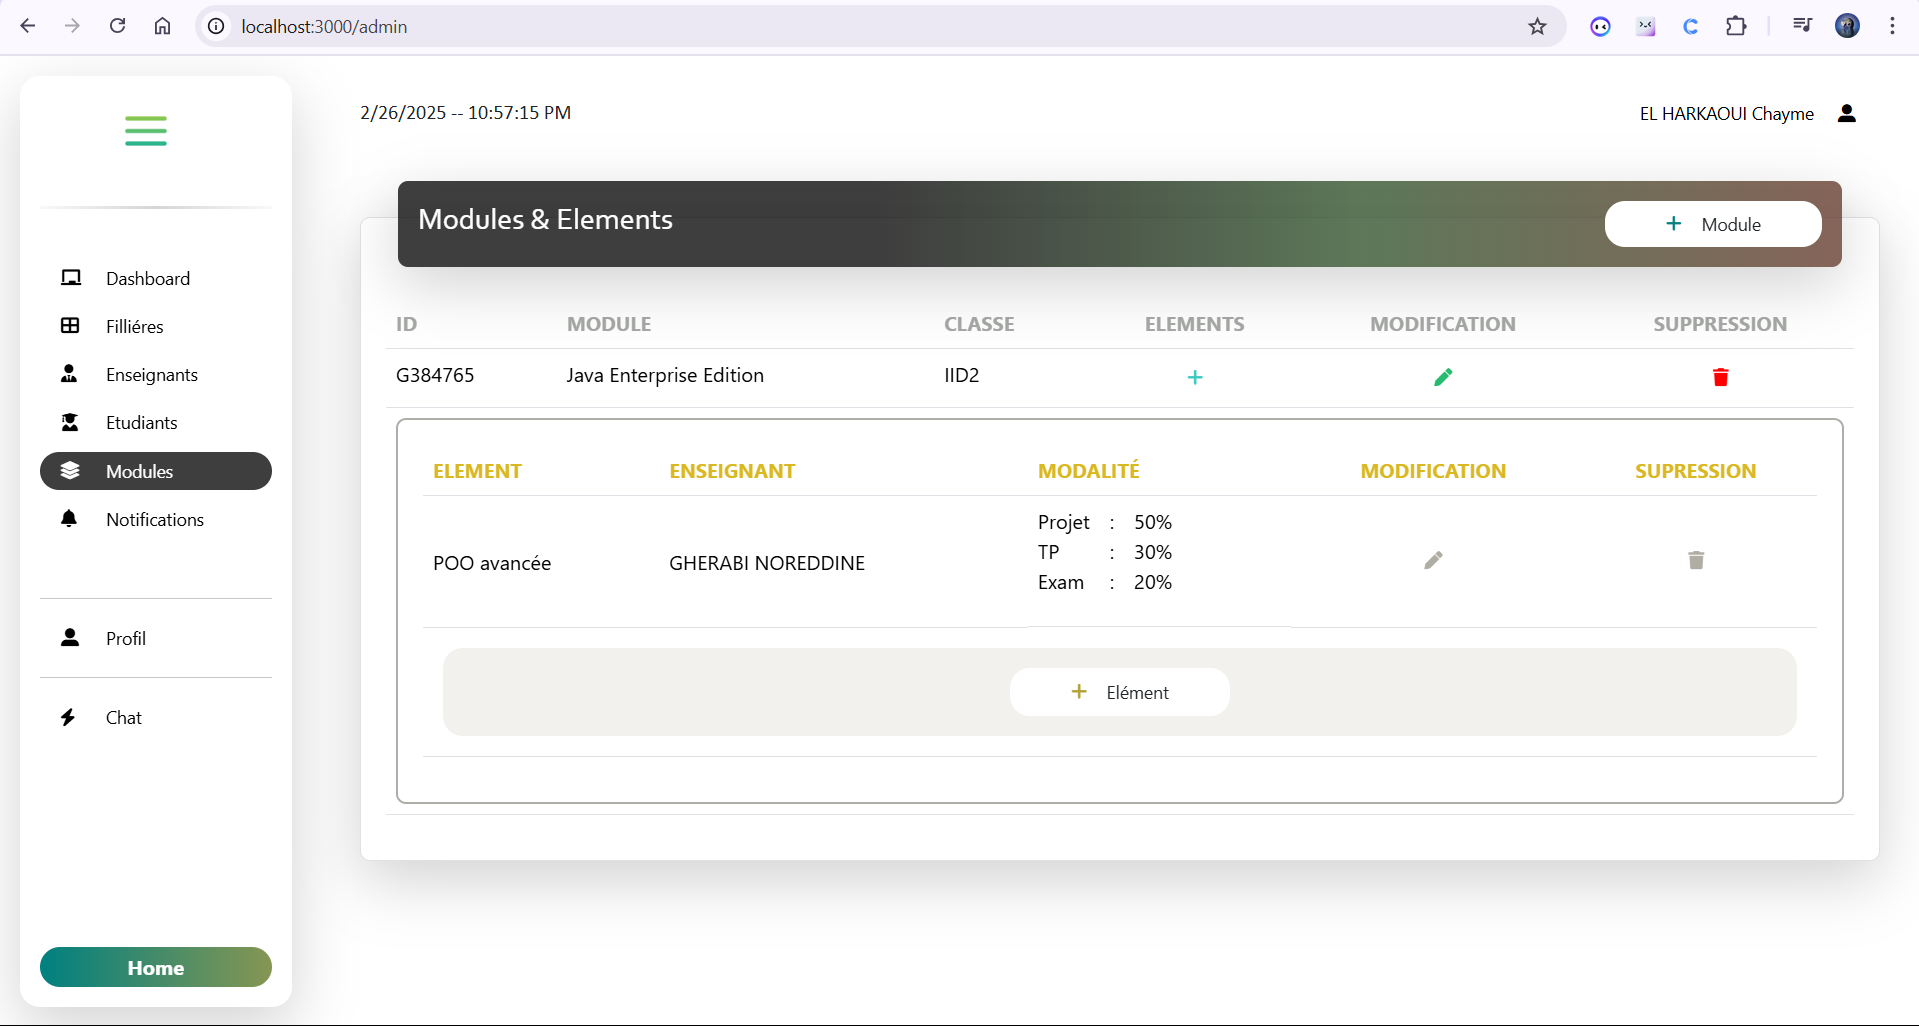 localhost:3000/admin
2/26/2025 -- 10:57:15 PM
EL HARKAOUI Chayme
Dashboard
Filliéres
Enseignants
Etudiants
Modules
Notifications
Profil
Chat
Home
Modules & Elements
+ Module
ID MODULE CLASSE ELEMENTS MODIFICATION SUPPRESSION
G384765 Java Enterprise Edition IID2 +
ELEMENT ENSEIGNANT MODALITÉ MODIFICATION SUPRESSION
POO avancée GHERABI NOREDDINE
Projet : 50%
TP : 30%
Exam : 20%
+ Elément